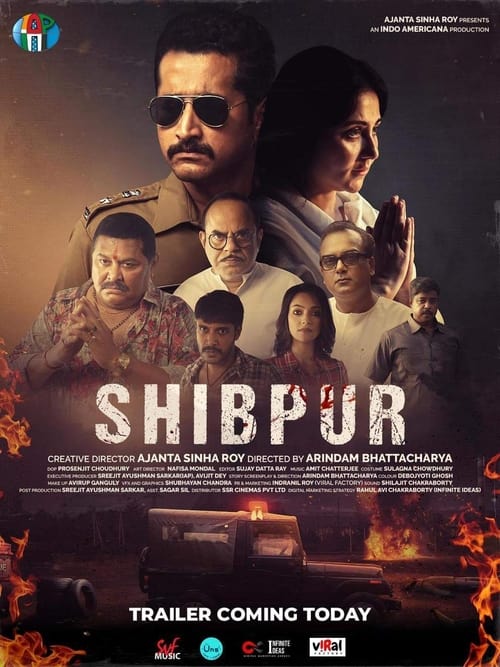 AJANTA SINHA ROY PRESENTS
AN INDO AMERICANA PRODUCTION
SHIBPUR
CREATIVE DIRECTOR AJANTA SINHA ROY DIRECTED BY ARINDAM BHATTACHARYA
DOP PROSENJIT CHOUDHURY ART DIRECTOR NAFISA MONDAL EDITOR SUJAY DATTA RAY MUSIC AMIT CHATTERJEE COSTUME SULAGNA CHOWDHURY
EXECUTIVE PRODUCER SREEJIT AYUSHMAN SARKAR(IAP), AVIJIT DEY STORY SCREENPLAY & DIRECTION ARINDAM BHATTACHARYA COLOUR DEBOJYOTI GHOSH
MAKE UP AVIRUP GANGULY VFX AND GRAPHICS SHUBHAYAN CHANDRA PR & MARKETING INDRANIL ROY (VIRAL FACTORY) SOUND SHILAJIT CHAKRABORTY
POST PRODUCTION SREEJIT AYUSHMAN SARKAR, ASST. SAGAR SIL DISTRIBUTOR SSR CINEMAS PVT LTD DIGITAL MARKETING STRATEGY RAHUL AVI CHAKRABORTY (INFINITE IDEAS)
TRAILER COMING TODAY
SVF
MUSIC
Uns
INFINITE
IDEAS
VIRal
FACTORY